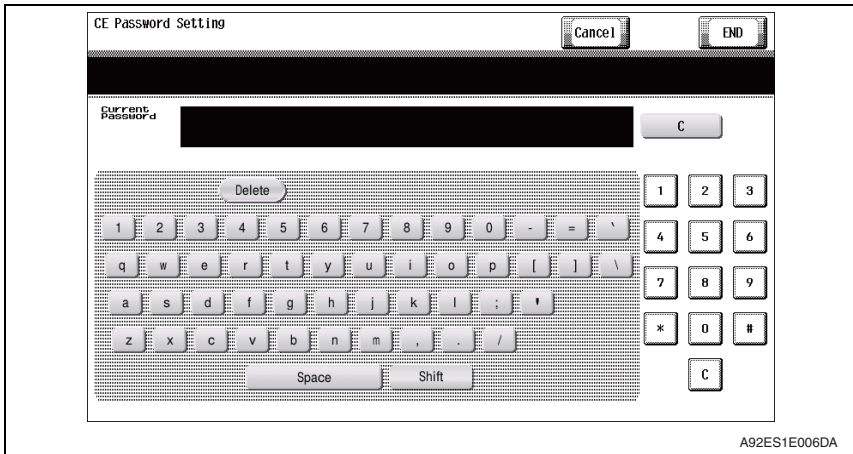 CE Password Setting
Cancel
END
Current
Password
C
Delete
1 2 3
1 2 3 4 5 6 7 8 9 0 - = `
4 5 6
q w e r t y u i o p [ ] \
7 8 9
a s d f g h j k l ; '
* 0 #
z x c v b n m , . /
C
Space Shift
A92ES1E006DA